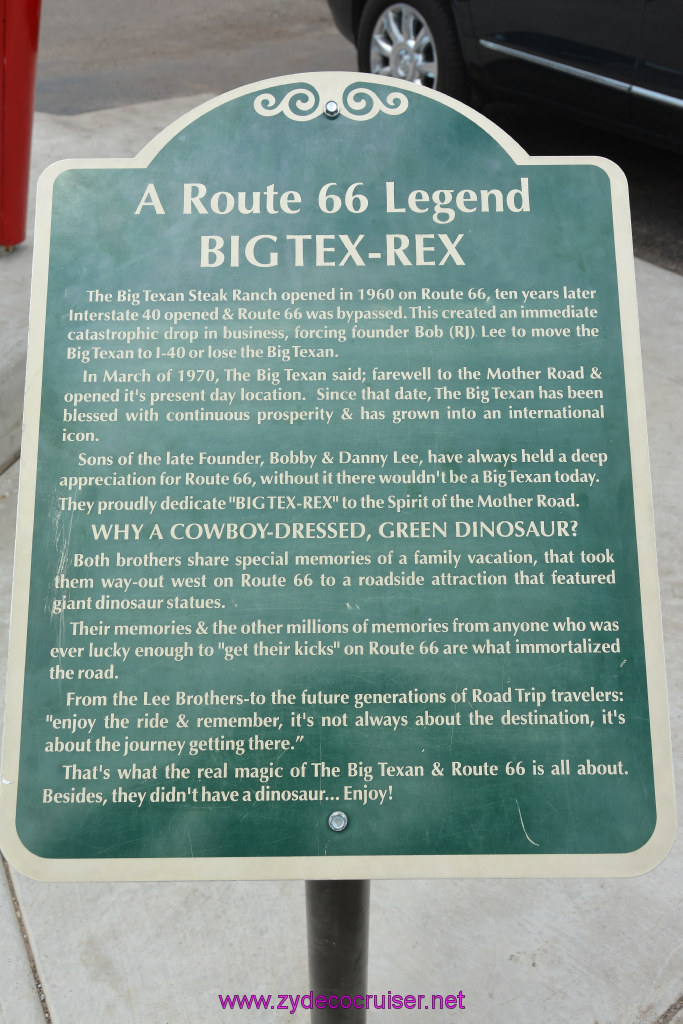 A Route 66 Legend
BIG TEX-REX
The Big Texan Steak Ranch opened in 1960 on Route 66, ten years later
Interstate 40 opened & Route 66 was bypassed. This created an immediate
catastrophic drop in business, forcing founder Bob (RJ) Lee to move the
Big Texan to I-40 or lose the Big Texan.
In March of 1970, The Big Texan said; farewell to the Mother Road &
opened it's present day location. Since that date, The Big Texan has been
blessed with continuous prosperity & has grown into an international
icon.
Sons of the late Founder, Bobby & Danny Lee, have always held a deep
appreciation for Route 66, without it there wouldn't be a Big Texan today.
They proudly dedicate "BIG TEX-REX" to the Spirit of the Mother Road.
WHY A COWBOY-DRESSED, GREEN DINOSAUR?
Both brothers share special memories of a family vacation, that took
them way-out west on Route 66 to a roadside attraction that featured
giant dinosaur statues.
Their memories & the other millions of memories from anyone who was
ever lucky enough to "get their kicks" on Route 66 are what immortalized
the road.
From the Lee Brothers-to the future generations of Road Trip travelers:
"enjoy the ride & remember, it's not always about the destination, it's
about the journey getting there.”
That's what the real magic of The Big Texan & Route 66 is all about.
Besides, they didn't have a dinosaur... Enjoy!
www.zydecocruiser.net